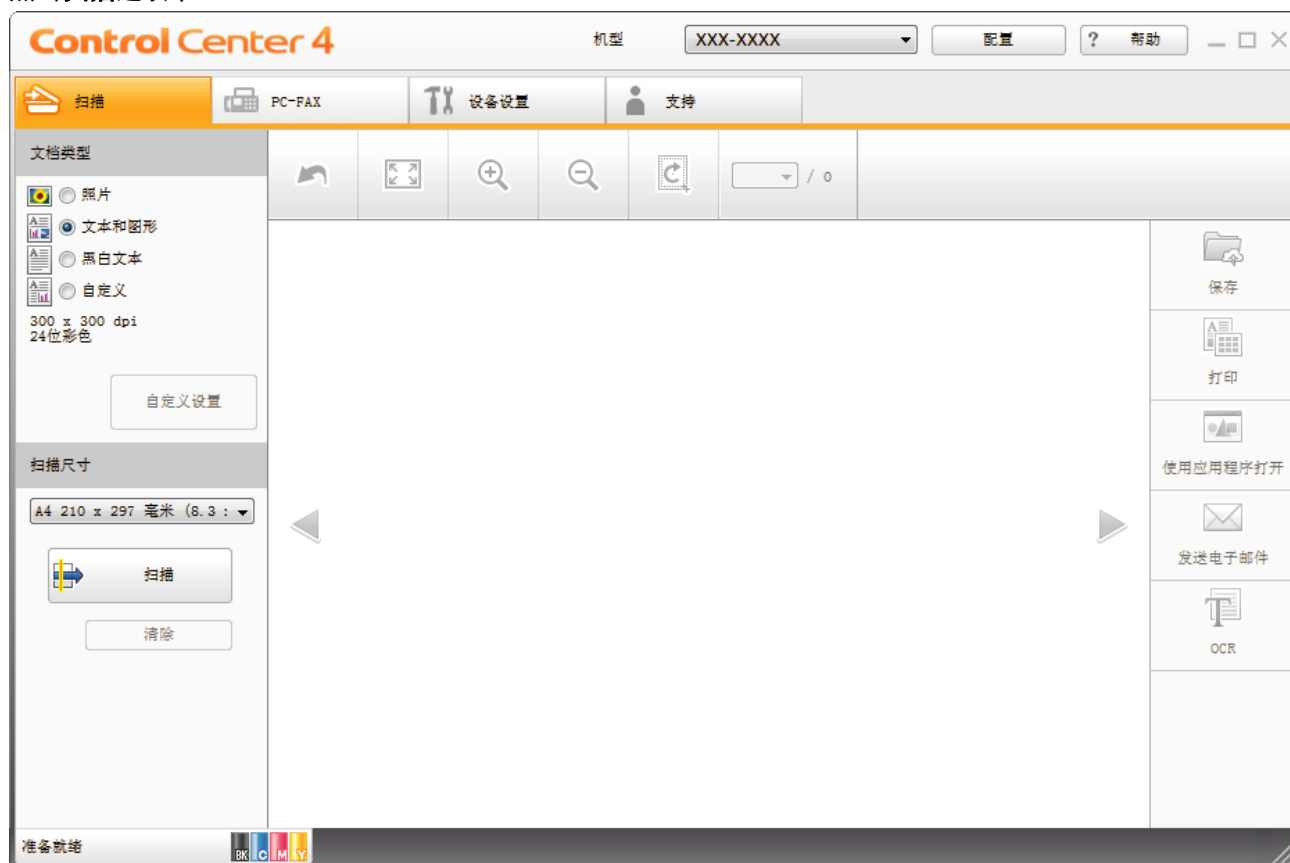 Control Center 4
机型
XXX-XXXX
配置
? 帮助
扫描
PC-FAX
设备设置
支持
文档类型
照片
文本和图形
黑白文本
自定义
300 x 300 dpi
24位彩色
自定义设置
扫描尺寸
A4 210 x 297 毫米 (8.3 :
扫描
清除
/ 0
保存
打印
使用应用程序打开
发送电子邮件
OCR
准备就绪
BK C M Y